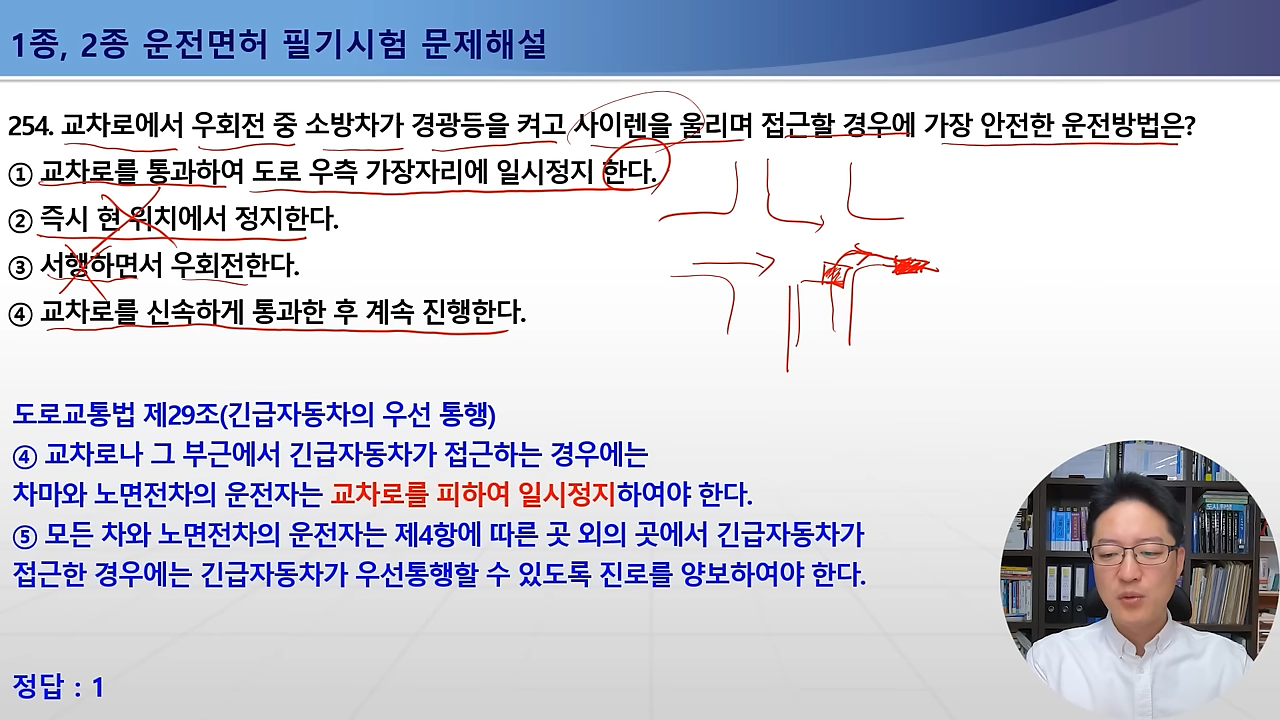 1종, 2종 운전면허 필기시험 문제해설
254. 교차로에서 우회전 중 소방차가 경광등을 켜고 사이렌을 울리며 접근할 경우에 가장 안전한 운전방법은?
① 교차로를 통과하여 도로 우측 가장자리에 일시정지 한다.
② 즉시 현 위치에서 정지한다.
③ 서행하면서 우회전한다.
④ 교차로를 신속하게 통과한 후 계속 진행한다.
도로교통법 제29조(긴급자동차의 우선 통행)
④ 교차로나 그 부근에서 긴급자동차가 접근하는 경우에는
차마와 노면전차의 운전자는 교차로를 피하여 일시정지하여야 한다.
⑤ 모든 차와 노면전차의 운전자는 제4항에 따른 곳 외의 곳에서 긴급자동차가
접근한 경우에는 긴급자동차가 우선통행할 수 있도록 진로를 양보하여야 한다.
정답 : 1